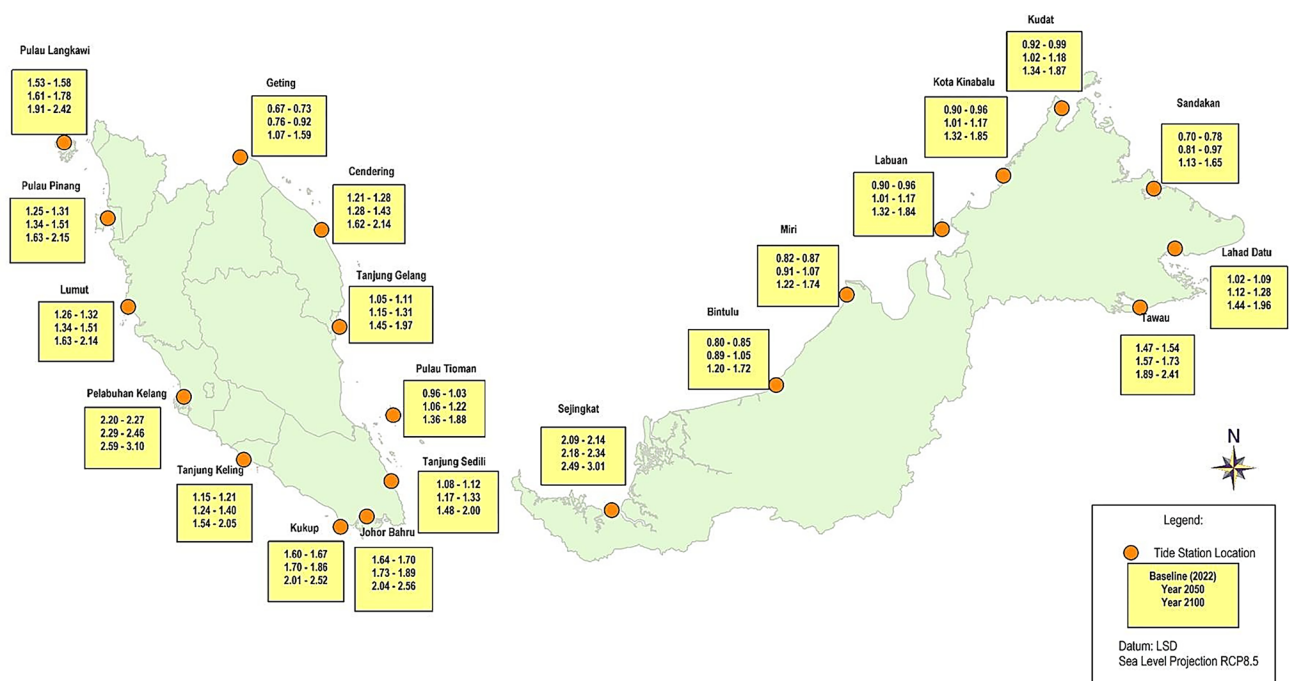 Pulau Langkawi
1.53 - 1.58
1.61 - 1.78
1.91 - 2.42
Geting
0.67 - 0.73
0.76 - 0.92
1.07 - 1.59
Cendering
1.21 - 1.28
1.28 - 1.43
1.62 - 2.14
Pulau Pinang
1.25 - 1.31
1.34 - 1.51
1.63 - 2.15
Tanjung Gelang
1.05 - 1.11
1.15 - 1.31
1.45 - 1.97
Lumut
1.26 - 1.32
1.34 - 1.51
1.63 - 2.14
Pulau Tioman
0.96 - 1.03
1.06 - 1.22
1.36 - 1.88
Pelabuhan Kelang
2.20 - 2.27
2.29 - 2.46
2.59 - 3.10
Tanjung Keling
1.15 - 1.21
1.24 - 1.40
1.54 - 2.05
Tanjung Sedili
1.08 - 1.12
1.17 - 1.33
1.48 - 2.00
Kukup
1.60 - 1.67
1.70 - 1.86
2.01 - 2.52
Johor Bahru
1.64 - 1.70
1.73 - 1.89
2.04 - 2.56
Kudat
0.92 - 0.99
1.02 - 1.18
1.34 - 1.87
Kota Kinabalu
0.90 - 0.96
1.01 - 1.17
1.32 - 1.85
Sandakan
0.70 - 0.78
0.81 - 0.97
1.13 - 1.65
Labuan
0.90 - 0.96
1.01 - 1.17
1.32 - 1.84
Miri
0.82 - 0.87
0.91 - 1.07
1.22 - 1.74
Lahad Datu
1.02 - 1.09
1.12 - 1.28
1.44 - 1.96
Bintulu
0.80 - 0.85
0.89 - 1.05
1.20 - 1.72
Tawau
1.47 - 1.54
1.57 - 1.73
1.89 - 2.41
Sejingkat
2.09 - 2.14
2.18 - 2.34
2.49 - 3.01
N
Legend:
Tide Station Location
Baseline (2022)
Year 2050
Year 2100
Datum: LSD
Sea Level Projection RCP8.5